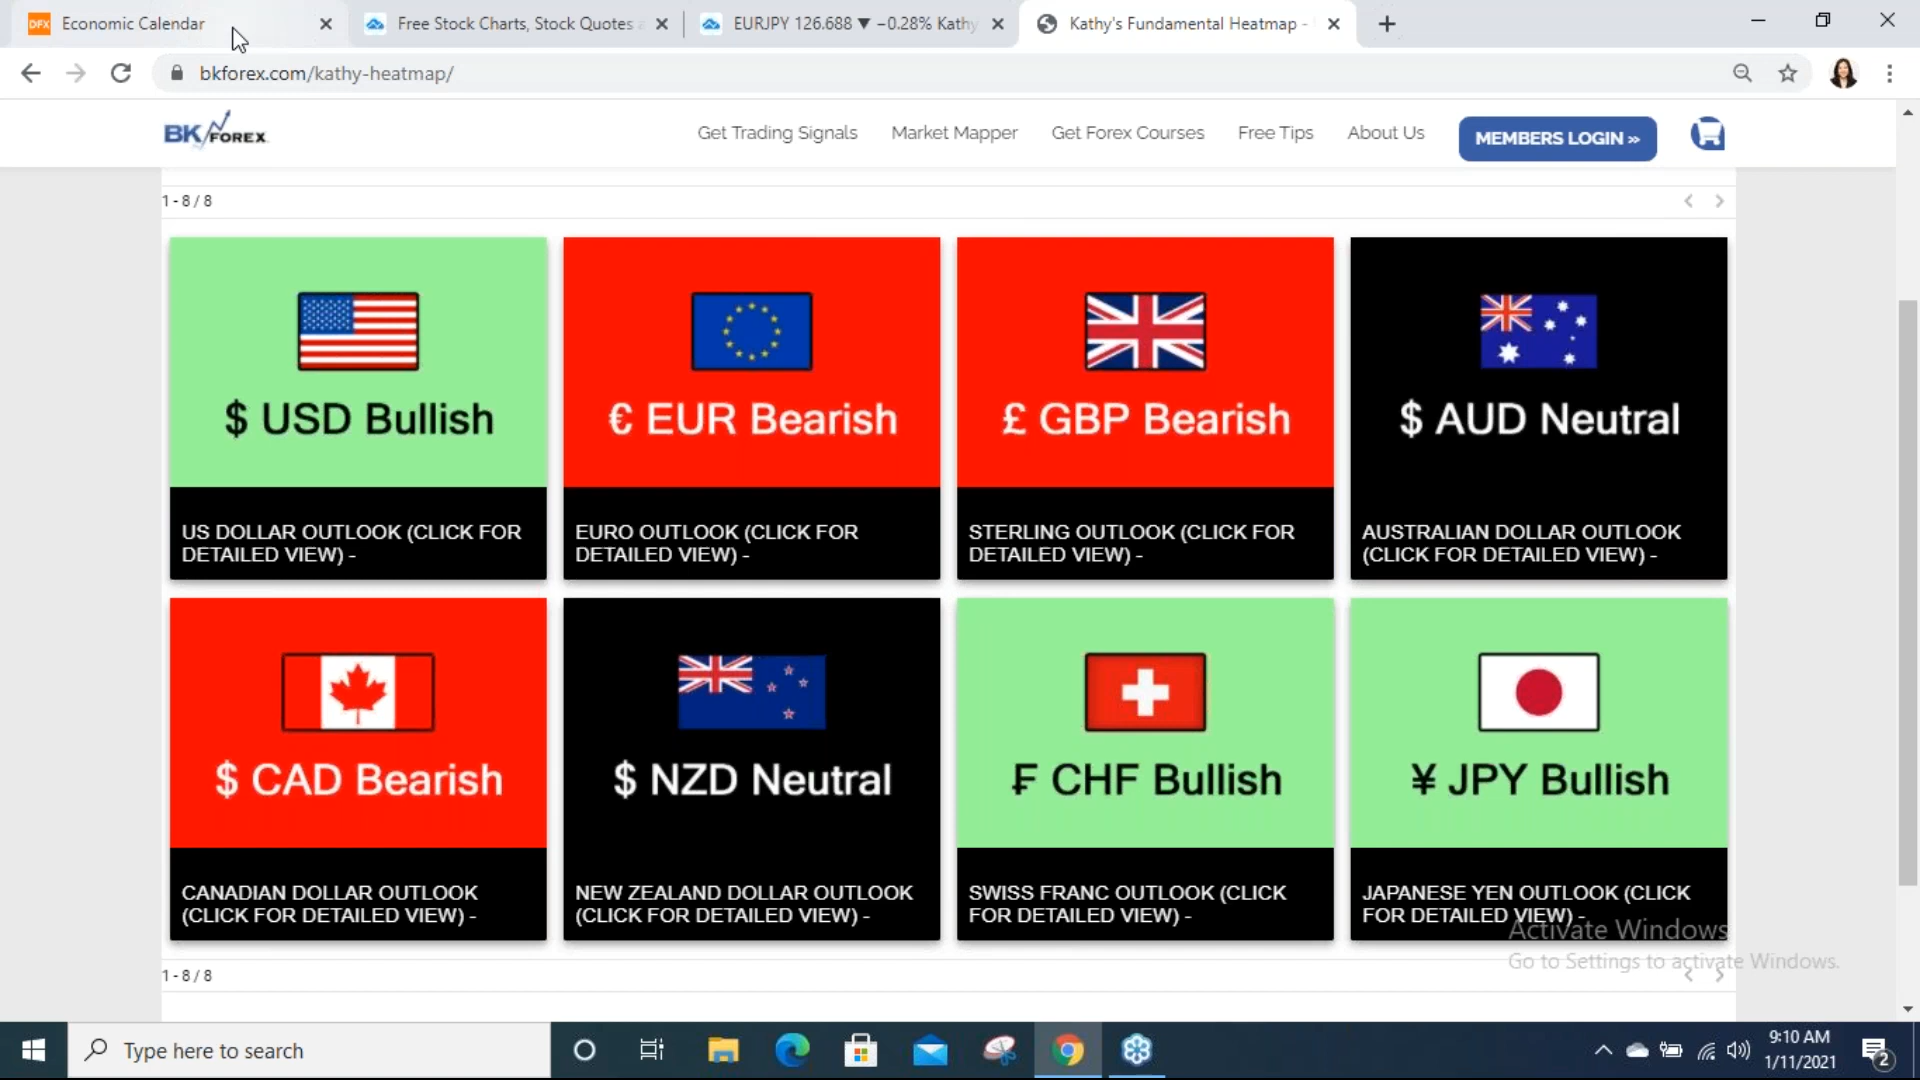 DFX Economic Calendar
Free Stock Charts, Stock Quotes
EURJPY 126.688 ▼ −0.28% Kathy
Kathy's Fundamental Heatmap -
bkforex.com/kathy-heatmap/
BK FOREX
Get Trading Signals
Market Mapper
Get Forex Courses
Free Tips
About Us
MEMBERS LOGIN »
1 - 8 / 8
$ USD Bullish
€ EUR Bearish
£ GBP Bearish
$ AUD Neutral
US DOLLAR OUTLOOK (CLICK FOR
DETAILED VIEW) -
EURO OUTLOOK (CLICK FOR
DETAILED VIEW) -
STERLING OUTLOOK (CLICK FOR
DETAILED VIEW) -
AUSTRALIAN DOLLAR OUTLOOK
(CLICK FOR DETAILED VIEW) -
$ CAD Bearish
$ NZD Neutral
₣ CHF Bullish
¥ JPY Bullish
CANADIAN DOLLAR OUTLOOK
(CLICK FOR DETAILED VIEW) -
NEW ZEALAND DOLLAR OUTLOOK
(CLICK FOR DETAILED VIEW) -
SWISS FRANC OUTLOOK (CLICK
FOR DETAILED VIEW) -
JAPANESE YEN OUTLOOK (CLICK
FOR DETAILED VIEW) -
Activate Windows
Go to Settings to activate Windows.
1 - 8 / 8
Type here to search
9:10 AM
1/11/2021
2